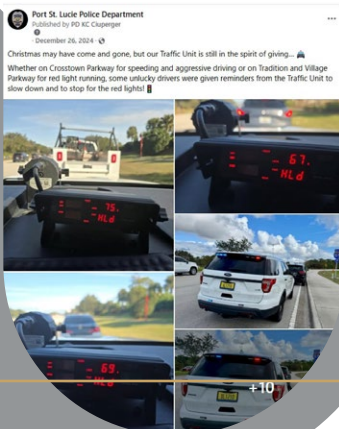 Port St. Lucie Police Department
Published by PD KC Cluperger
· December 26, 2024 ·
Christmas may have come and gone, but our Traffic Unit is still in the spirit of giving...
Whether on Crosstown Parkway for speeding and aggressive driving or on Tradition and Village
Parkway for red light running, some unlucky drivers were given reminders from the Traffic Unit to
slow down and to stop for the red lights!
75.
HLd
67.
HLd
69.
HLd
+10